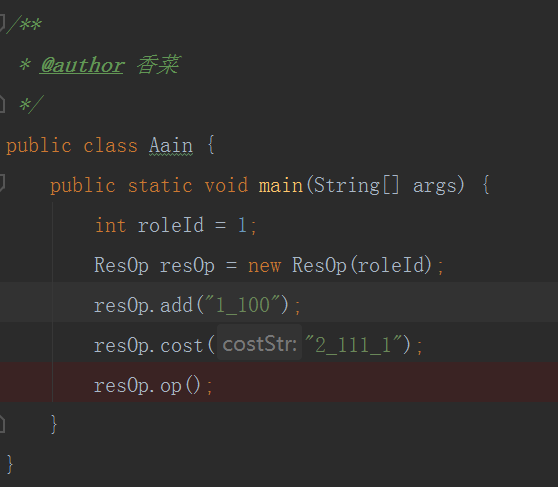 /**
 * @author 香菜
 */
public class Aain {
    public static void main(String[] args) {
        int roleId = 1;
        ResOp resOp = new ResOp(roleId);
        resOp.add("1_100");
        resOp.cost( costStr: "2_111_1");
        resOp.op();
    }
}